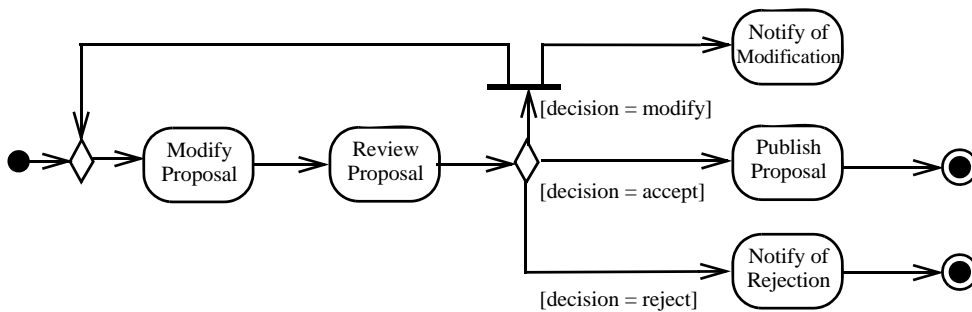 Notify of
Modification
[decision = modify]
Modify
Proposal
Review
Proposal
Publish
Proposal
[decision = accept]
Notify of
Rejection
[decision = reject]